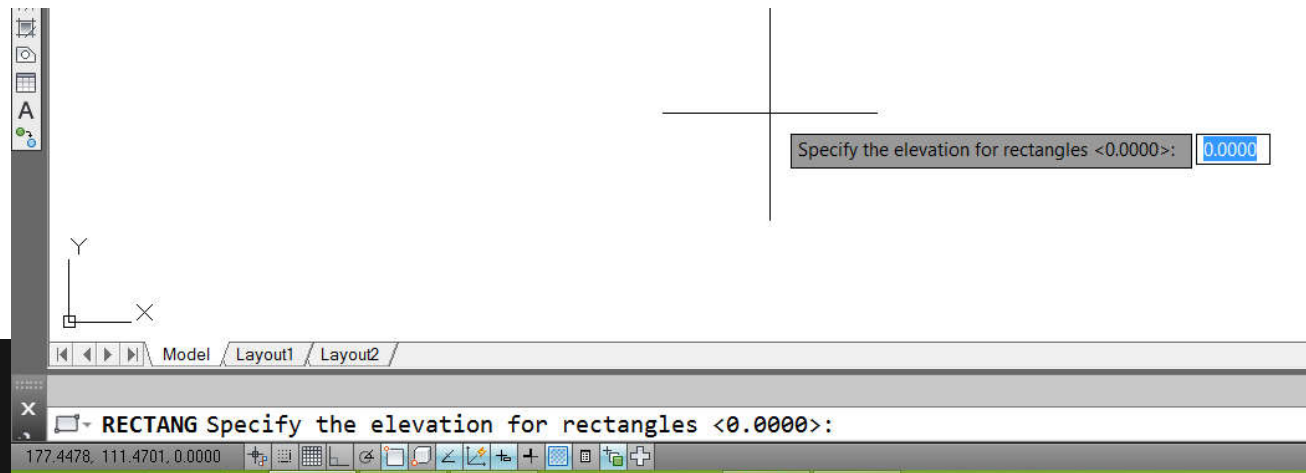 A
Specify the elevation for rectangles <0.0000>: 0.0000
Y
X
Model Layout1 Layout2
RECTANG Specify the elevation for rectangles <0.0000>:
177.4478, 111.4701, 0.0000